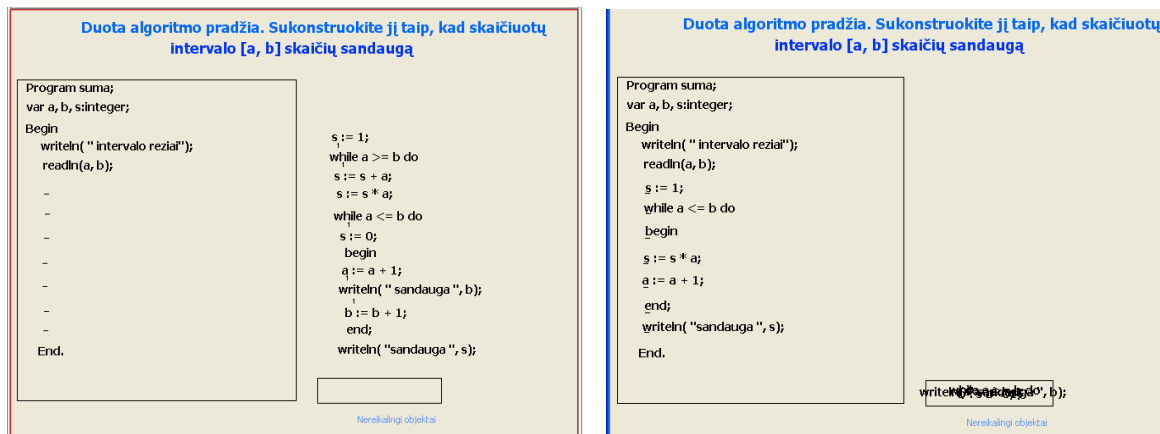 Duota algoritmo pradžia. Sukonstruokite jį taip, kad skaičiuotų
intervalo [a, b] skaičių sandaugą
Program suma;
var a, b, s:integer;
Begin
writeln( " intervalo reziai");
readln(a, b);
End.
s := 1;
while a >= b do
s := s + a;
s := s * a;
while a <= b do
s := 0;
begin
a := a + 1;
writeln( " sandauga ", b);
b := b + 1;
end;
writeln( "sandauga ", s);
Nereikalingi objektai
Duota algoritmo pradžia. Sukonstruokite jį taip, kad skaičiuotų
intervalo [a, b] skaičių sandaugą
Program suma;
var a, b, s:integer;
Begin
writeln( " intervalo reziai");
readln(a, b);
s := 1;
while a <= b do
begin
s := s * a;
a := a + 1;
end;
writeln( "sandauga ", s);
End.
Nereikalingi objektai